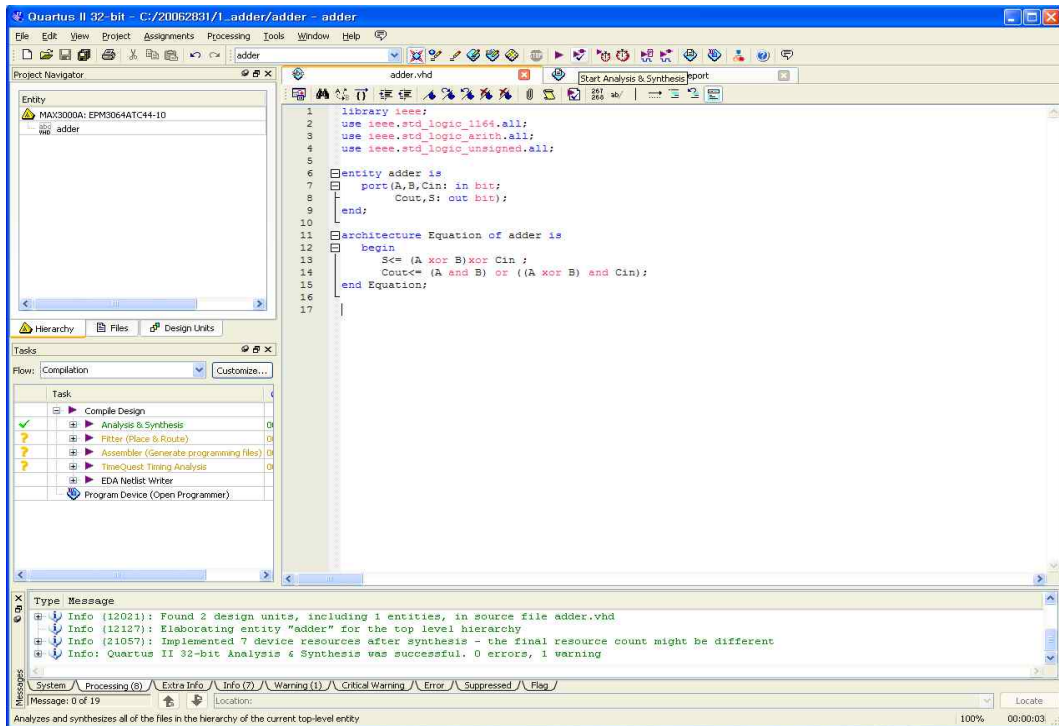 Quartus II 32-bit - C:/20062831/1_adder/adder - adder
File Edit View Project Assignments Processing Tools Window Help
adder
Project Navigator
adder.vhd
Start Analysis & Synthesis
eport
Entity
MAX3000A: EPM3064ATC44-10
abd
VHD adder
267
268 ab/
1 library ieee;
2 use ieee.std_logic_1164.all;
3 use ieee.std_logic_arith.all;
4 use ieee.std_logic_unsigned.all;
5
6 entity adder is
7 port(A,B,Cin: in bit;
8 Cout,S: out bit);
9 end;
10
11 architecture Equation of adder is
12 begin
13 S<= (A xor B)xor Cin ;
14 Cout<= (A and B) or ((A xor B) and Cin);
15 end Equation;
16
17
Hierarchy Files Design Units
Tasks
Flow: Compilation Customize...
Task
Compile Design
Analysis & Synthesis
Fitter (Place & Route)
Assembler (Generate programming files)
TimeQuest Timing Analysis
EDA Netlist Writer
Program Device (Open Programmer)
Type Message
Info (12021): Found 2 design units, including 1 entities, in source file adder.vhd
Info (12127): Elaborating entity "adder" for the top level hierarchy
Info (21057): Implemented 7 device resources after synthesis - the final resource count might be different
Info: Quartus II 32-bit Analysis & Synthesis was successful. 0 errors, 1 warning
System Processing (8) Extra Info Info (7) Warning (1) Critical Warning Error Suppressed Flag
Messages
Message: 0 of 19 Location: Locate
Analyzes and synthesizes all of the files in the hierarchy of the current top-level entity 100% 00:00:03